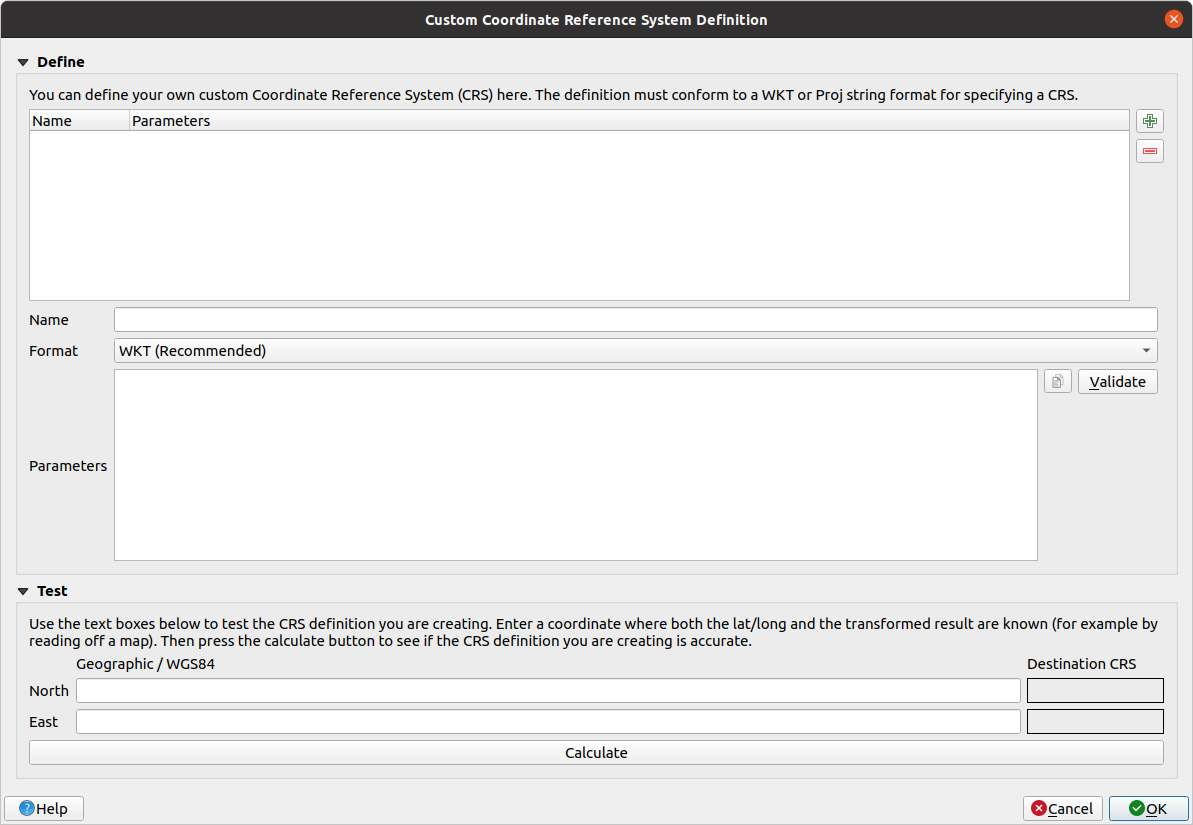 Custom Coordinate Reference System Definition
Define
You can define your own custom Coordinate Reference System (CRS) here. The definition must conform to a WKT or Proj string format for specifying a CRS.
Name Parameters
Name
Format WKT (Recommended)
Validate
Parameters
Test
Use the text boxes below to test the CRS definition you are creating. Enter a coordinate where both the lat/long and the transformed result are known (for example by
reading off a map). Then press the calculate button to see if the CRS definition you are creating is accurate.
Geographic / WGS84 Destination CRS
North
East
Calculate
Help Cancel OK